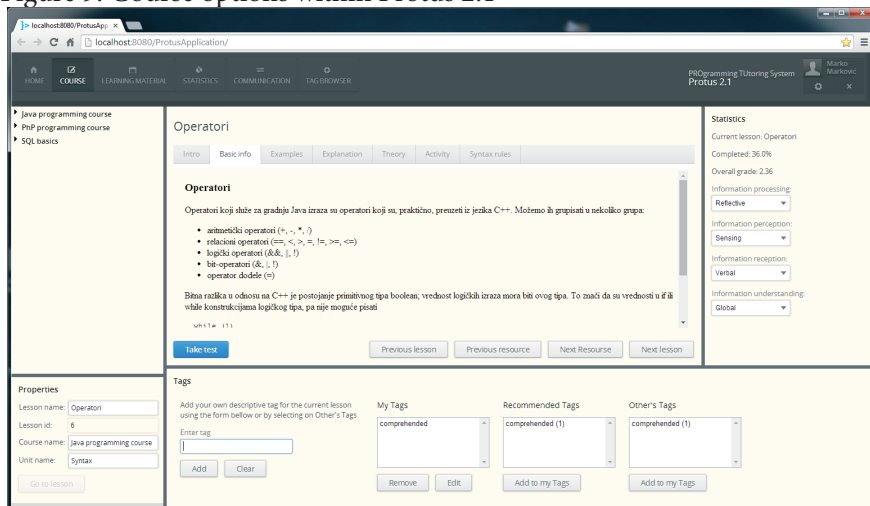 Figure 9. Cource options within Protus 2.1
localhost:8080/ProtusApp
localhost:8080/ProtusApplication/
HOME
COURSE
LEARNING MATERIAL
STATISTICS
COMMUNICATION
TAG BROWSER
PROgramming TUtoring System
Protus 2.1
Marko
Marković
Java programming course
PnP programming course
SQL basics
Operatori
Intro
Basic info
Examples
Explanation
Theory
Activity
Syntax rules
Operatori
Operatori koji služe za gradnju Java izraza su operatori koji su, praktično, preuzeti iz jezika C++. Možemo ih grupisati u nekoliko grupa:
• aritmetički operatori (+, -, *, /)
• relacioni operatori (==, <, >, =, !=, >=, <=)
• logički operatori (&&, ||, !)
• bit-operatori (&, |, !)
• operator dodele (=)
Bitna razlika u odnosu na C++ je postojanje primitivnog tipa boolean; vrednost logičkih izraza mora biti ovog tipa. To znači da su vrednosti u if ili
while konstrukcijama logičkog tipa, pa nije moguće pisati
while (1)
Take test
Previous lesson
Previous resource
Next Resourse
Next lesson
Statistics
Current lesson: Operatori
Completed: 36.0%
Overall grade: 2.36
Information processing:
Reflective
Information perception:
Sensing
Information reception:
Verbal
Information understanding:
Global
Properties
Lesson name: Operatori
Lesson id: 6
Course name: Java programming course
Unit name: Syntax
Go to lesson
Tags
Add your own descriptive tag for the current lesson
using the form bellow or by selecting on Other's Tags
Enter tag
Add
Clear
My Tags
comprehended
Remove
Edit
Recommended Tags
comprehended (1)
Add to my Tags
Other's Tags
comprehended (1)
Add to my Tags